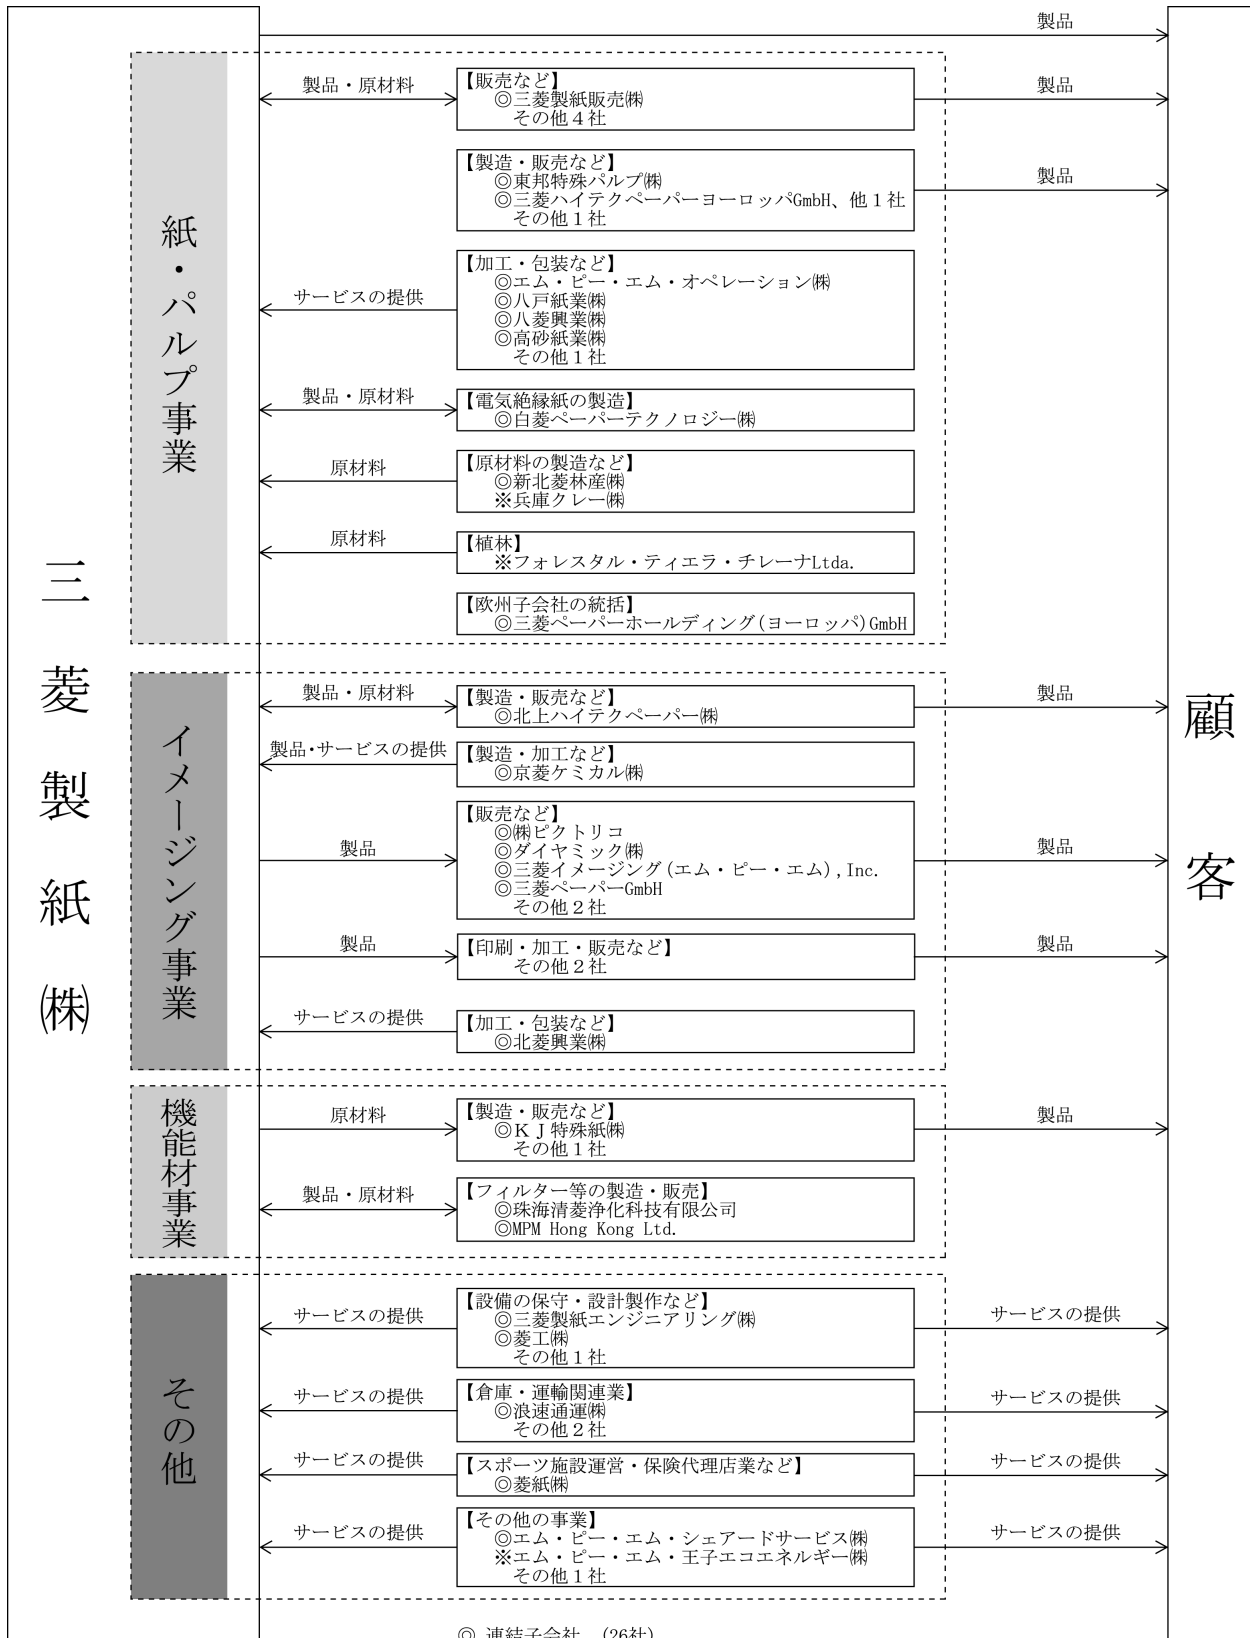 三菱製紙㈱
顧客
製品
紙・パルプ事業
製品・原材料
【販売など】
◎三菱製紙販売㈱
その他４社
製品
【製造・販売など】
◎東邦特殊パルプ㈱
◎三菱ハイテクペーパーヨーロッパGmbH、他１社
その他１社
製品
サービスの提供
【加工・包装など】
◎エム・ピー・エム・オペレーション㈱
◎八戸紙業㈱
◎八菱興業㈱
◎高砂紙業㈱
その他１社
製品・原材料
【電気絶縁紙の製造】
◎白菱ペーパーテクノロジー㈱
原材料
【原材料の製造など】
◎新北菱林産㈱
※兵庫クレー㈱
原材料
【植林】
※フォレスタル・ティエラ・チレーナLtda.
【欧州子会社の統括】
◎三菱ペーパーホールディング(ヨーロッパ)GmbH
イメージング事業
製品・原材料
【製造・販売など】
◎北上ハイテクペーパー㈱
製品
製品･サービスの提供
【製造・加工など】
◎京菱ケミカル㈱
製品
【販売など】
◎㈱ピクトリコ
◎ダイヤミック㈱
◎三菱イメージング(エム・ピー・エム),Inc.
◎三菱ペーパーGmbH
その他２社
製品
製品
【印刷・加工・販売など】
その他２社
製品
サービスの提供
【加工・包装など】
◎北菱興業㈱
機能材事業
原材料
【製造・販売など】
◎ＫＪ特殊紙㈱
その他１社
製品
製品・原材料
【フィルター等の製造・販売】
◎珠海清菱浄化科技有限公司
◎MPM Hong Kong Ltd.
その他
サービスの提供
【設備の保守・設計製作など】
◎三菱製紙エンジニアリング㈱
◎菱工㈱
その他１社
サービスの提供
サービスの提供
【倉庫・運輸関連業】
◎浪速通運㈱
その他２社
サービスの提供
サービスの提供
【スポーツ施設運営・保険代理店業など】
◎菱紙㈱
サービスの提供
サービスの提供
【その他の事業】
◎エム・ピー・エム・シェアードサービス㈱
※エム・ピー・エム・王子エコエネルギー㈱
その他１社
サービスの提供
◎ 連結子会社 (26社)